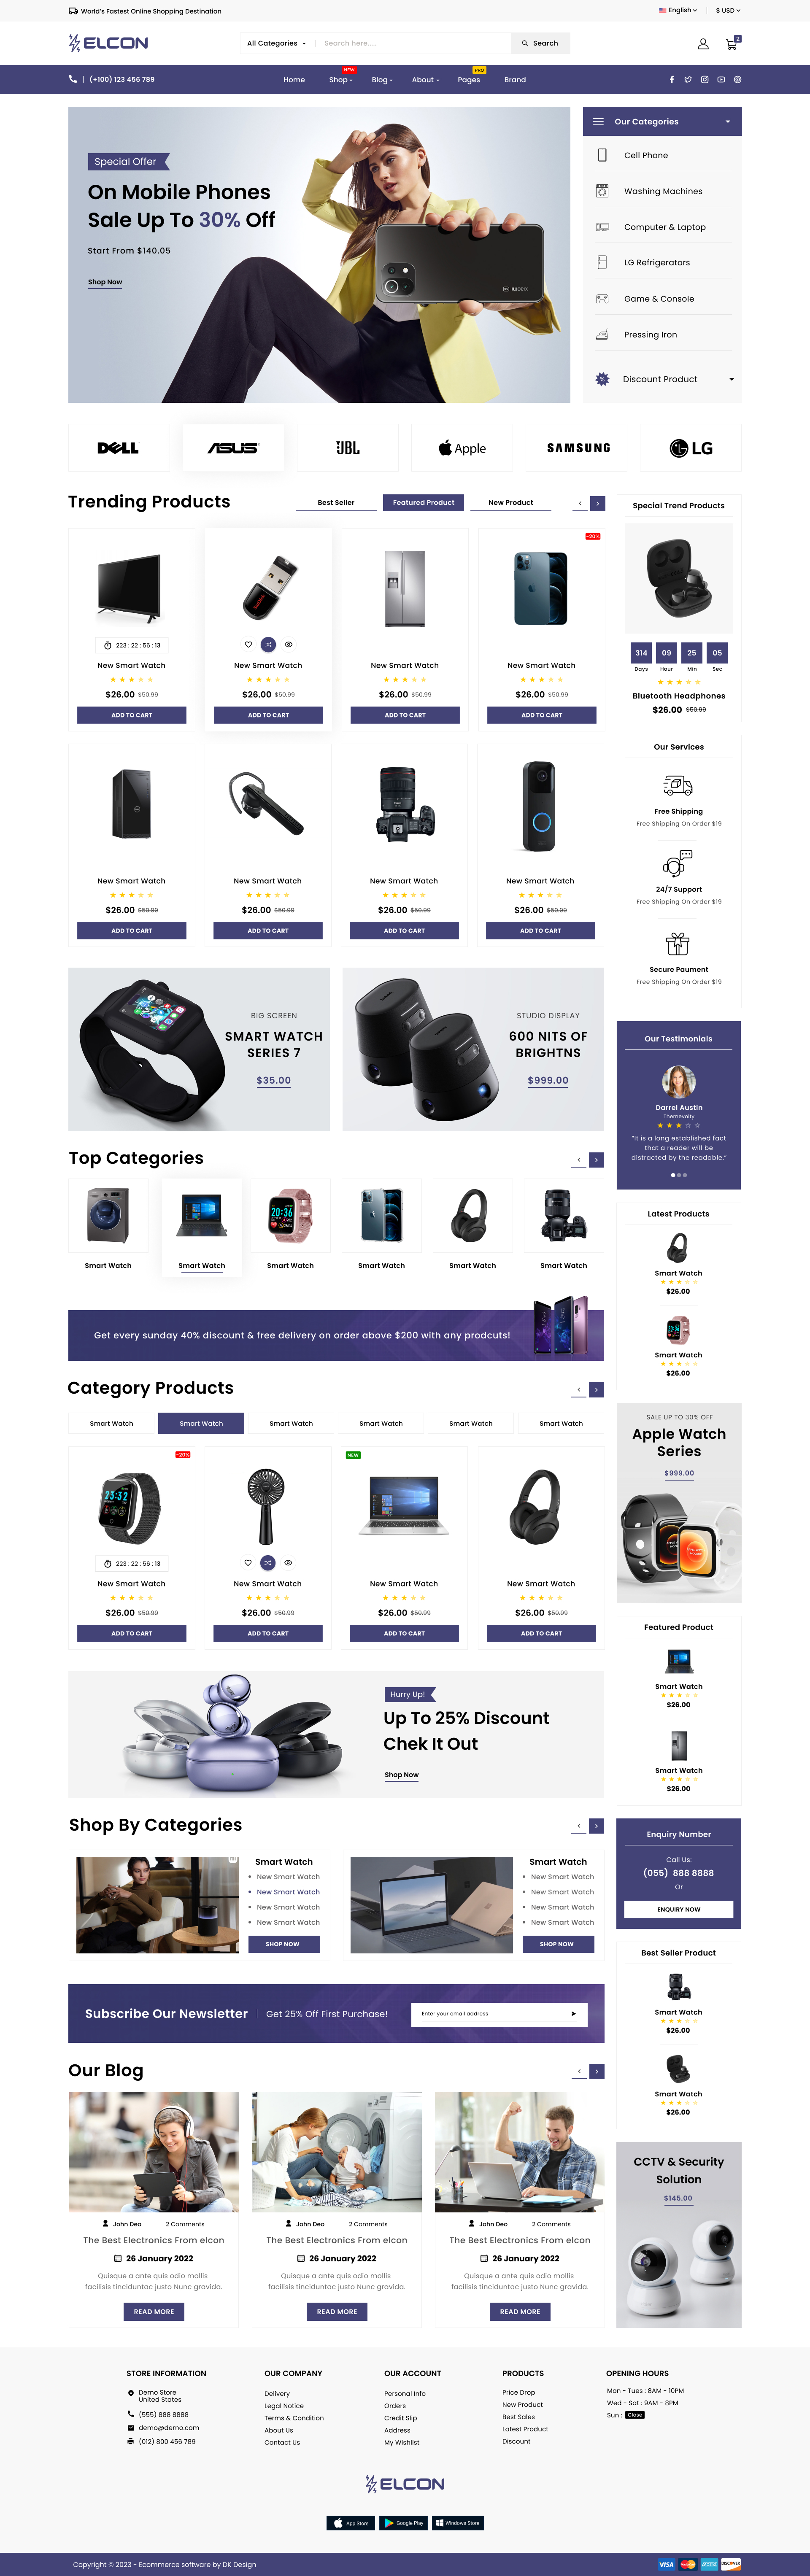 World's Fastest Online Shopping Destination
English
$ USD
ELCON
All Categories
Search here....
Search
2
(+100) 123 456 789
Home
Shop
NEW
Blog
About
Pages
PRO
Brand
Special Offer
On Mobile Phones
Sale Up To 30% Off
Start From $140.05
Shop Now
Our Categories
Cell Phone
Washing Machines
Computer & Laptop
LG Refrigerators
Game & Console
Pressing Iron
Discount Product
DELL
ASUS
JBL
Apple
SAMSUNG
LG
Trending Products
Best Seller
Featured Product
New Product
-20%
223 : 22 : 56 : 13
New Smart Watch
$26.00 $50.99
ADD TO CART
New Smart Watch
$26.00 $50.99
ADD TO CART
New Smart Watch
$26.00 $50.99
ADD TO CART
New Smart Watch
$26.00 $50.99
ADD TO CART
New Smart Watch
$26.00 $50.99
ADD TO CART
New Smart Watch
$26.00 $50.99
ADD TO CART
New Smart Watch
$26.00 $50.99
ADD TO CART
New Smart Watch
$26.00 $50.99
ADD TO CART
Special Trend Products
314 09 25 05
Days Hour Min Sec
Bluetooth Headphones
$26.00 $50.99
Our Services
Free Shipping
Free Shipping On Order $19
24/7 Support
Free Shipping On Order $19
Secure Paument
Free Shipping On Order $19
BIG SCREEN
SMART WATCH
SERIES 7
$35.00
STUDIO DISPLAY
600 NITS OF
BRIGHTNS
$999.00
Our Testimonials
Darrel Austin
Themevolty
"It is a long established fact
that a reader will be
distracted by the readable."
Top Categories
20:36
Smart Watch
Smart Watch
Smart Watch
Smart Watch
Smart Watch
Smart Watch
Latest Products
Smart Watch
$26.00
Smart Watch
$26.00
Get every sunday 40% discount & free delivery on order above $200 with any prodcuts!
Category Products
Smart Watch
Smart Watch
Smart Watch
Smart Watch
Smart Watch
Smart Watch
-20%
NEW
23:32
223 : 22 : 56 : 13
New Smart Watch
$26.00 $50.99
ADD TO CART
New Smart Watch
$26.00 $50.99
ADD TO CART
New Smart Watch
$26.00 $50.99
ADD TO CART
New Smart Watch
$26.00 $50.99
ADD TO CART
SALE UP TO 30% OFF
Apple Watch
Series
$999.00
Featured Product
Smart Watch
$26.00
Smart Watch
$26.00
Hurry Up!
Up To 25% Discount
Chek It Out
Shop Now
Shop By Categories
Smart Watch
New Smart Watch
New Smart Watch
New Smart Watch
New Smart Watch
SHOP NOW
Smart Watch
New Smart Watch
New Smart Watch
New Smart Watch
New Smart Watch
SHOP NOW
Enquiry Number
Call Us:
(055) 888 8888
Or
ENQUIRY NOW
Best Seller Product
Smart Watch
$26.00
Smart Watch
$26.00
Subscribe Our Newsletter
Get 25% Off First Purchase!
Enter your email address
Our Blog
John Deo 2 Comments
The Best Electronics From elcon
26 January 2022
Quisque a ante quis odio mollis
facilisis tinciduntac justo Nunc gravida.
READ MORE
John Deo 2 Comments
The Best Electronics From elcon
26 January 2022
Quisque a ante quis odio mollis
facilisis tinciduntac justo Nunc gravida.
READ MORE
John Deo 2 Comments
The Best Electronics From elcon
26 January 2022
Quisque a ante quis odio mollis
facilisis tinciduntac justo Nunc gravida.
READ MORE
CCTV & Security
Solution
$145.00
STORE INFORMATION
Demo Store
United States
(555) 888 8888
demo@demo.com
(012) 800 456 789
OUR COMPANY
Delivery
Legal Notice
Terms & Condition
About Us
Contact Us
OUR ACCOUNT
Personal Info
Orders
Credit Slip
Address
My Wishlist
PRODUCTS
Price Drop
New Product
Best Sales
Latest Product
Discount
OPENING HOURS
Mon - Tues : 8AM - 10PM
Wed - Sat : 9AM - 8PM
Sun : Close
ELCON
App Store
Google Play
Windows Store
Copyright © 2023 - Ecommerce software by DK Design
VISA
DISCOVER